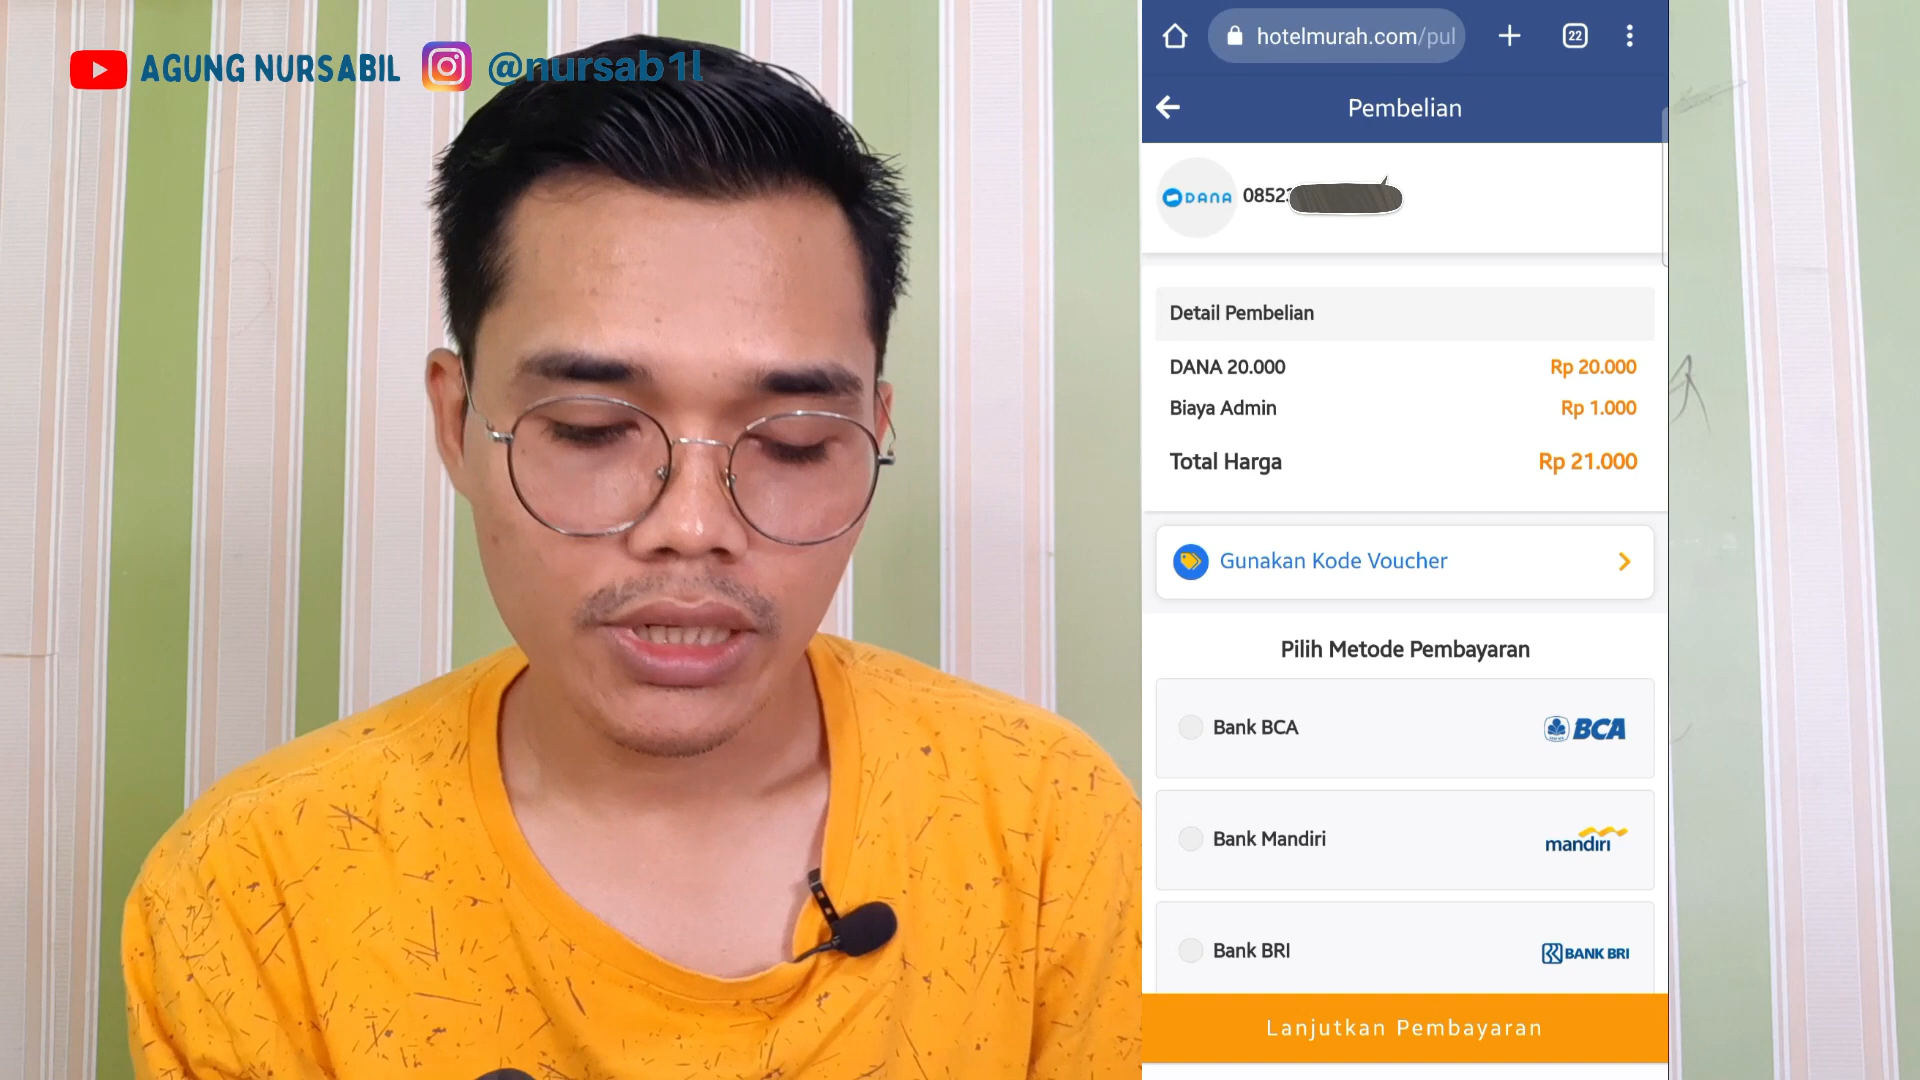 AGUNG NURSABIL
@nursab1l
22
hotelmurah.com/pul
Pembelian
DANA
0852
Detail Pembelian
DANA 20.000
Rp 20.000
Biaya Admin
Rp 1.000
Total Harga
Rp 21.000
Gunakan Kode Voucher
Pilih Metode Pembayaran
Bank BCA
BCA
Bank Mandiri
mandiri
Bank BRI
BANK BRI
Lanjutkan Pembayaran